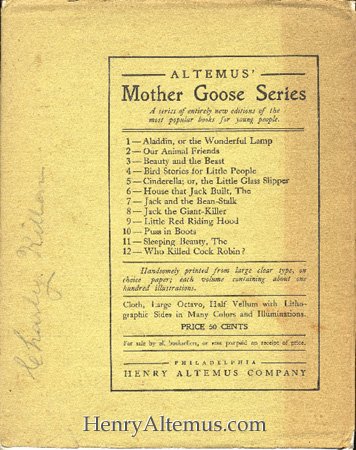 ALTEMUS'
Mother Goose Series
A series of entirely new editions of the
most popular books for young people.
1—Aladdin, or the Wonderful Lamp
2—Our Animal Friends
3—Beauty and the Beast
4—Bird Stories for Little People
5—Cinderella; or, the Little Glass Slipper
6—House that Jack Built, The
7—Jack and the Bean-Stalk
8—Jack the Giant-Killer
9—Little Red Riding Hood
10—Puss in Boots
11—Sleeping Beauty, The
12—Who Killed Cock Robin?
Handsomely printed from large clear type, on
choice paper; each volume containing about one
hundred illustrations.
Cloth, Large Octavo, Half Vellum with Litho-
graphic Sides in Many Colors and Illuminations.
PRICE 50 CENTS
For sale by all booksellers, or sent postpaid on receipt of price.
PHILADELPHIA
HENRY ALTEMUS COMPANY
Charley
HenryAltemus.com